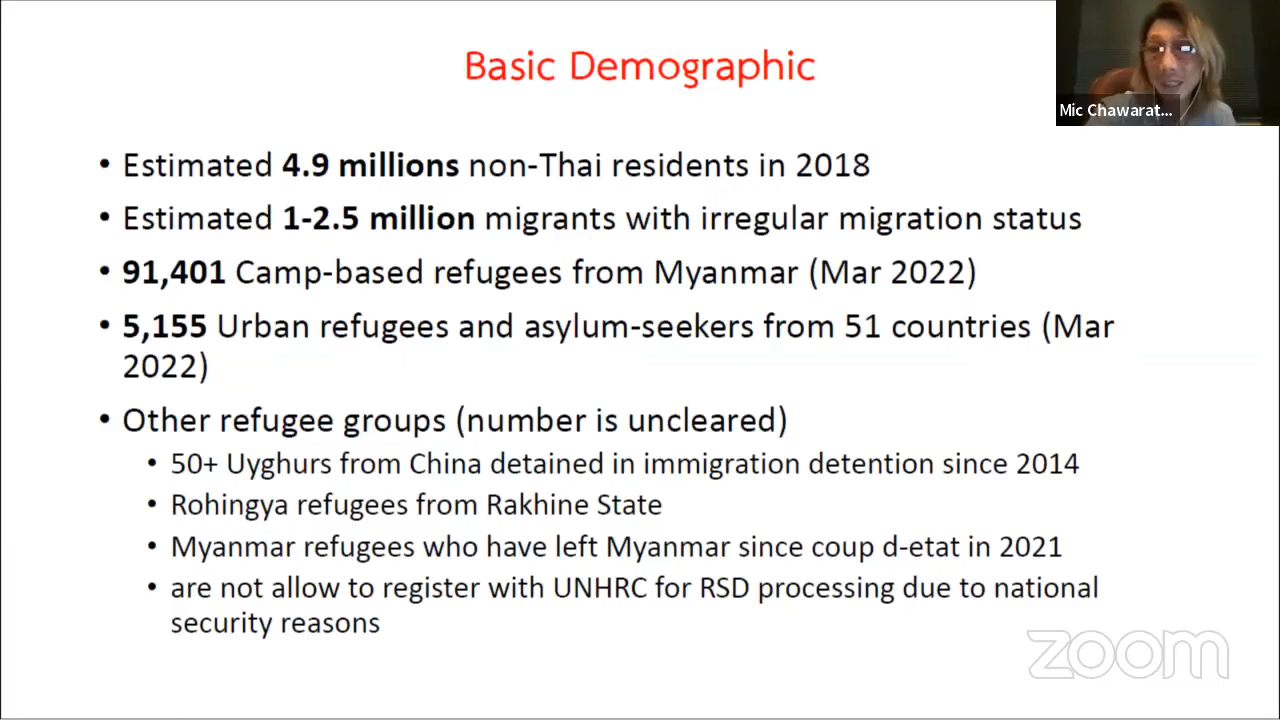 Basic Demographic
Mic Chawarat...
• Estimated 4.9 millions non-Thai residents in 2018
• Estimated 1-2.5 million migrants with irregular migration status
• 91,401 Camp-based refugees from Myanmar (Mar 2022)
• 5,155 Urban refugees and asylum-seekers from 51 countries (Mar
2022)
• Other refugee groups (number is uncleared)
• 50+ Uyghurs from China detained in immigration detention since 2014
• Rohingya refugees from Rakhine State
• Myanmar refugees who have left Myanmar since coup d-etat in 2021
• are not allow to register with UNHRC for RSD processing due to national
security reasons
zoom